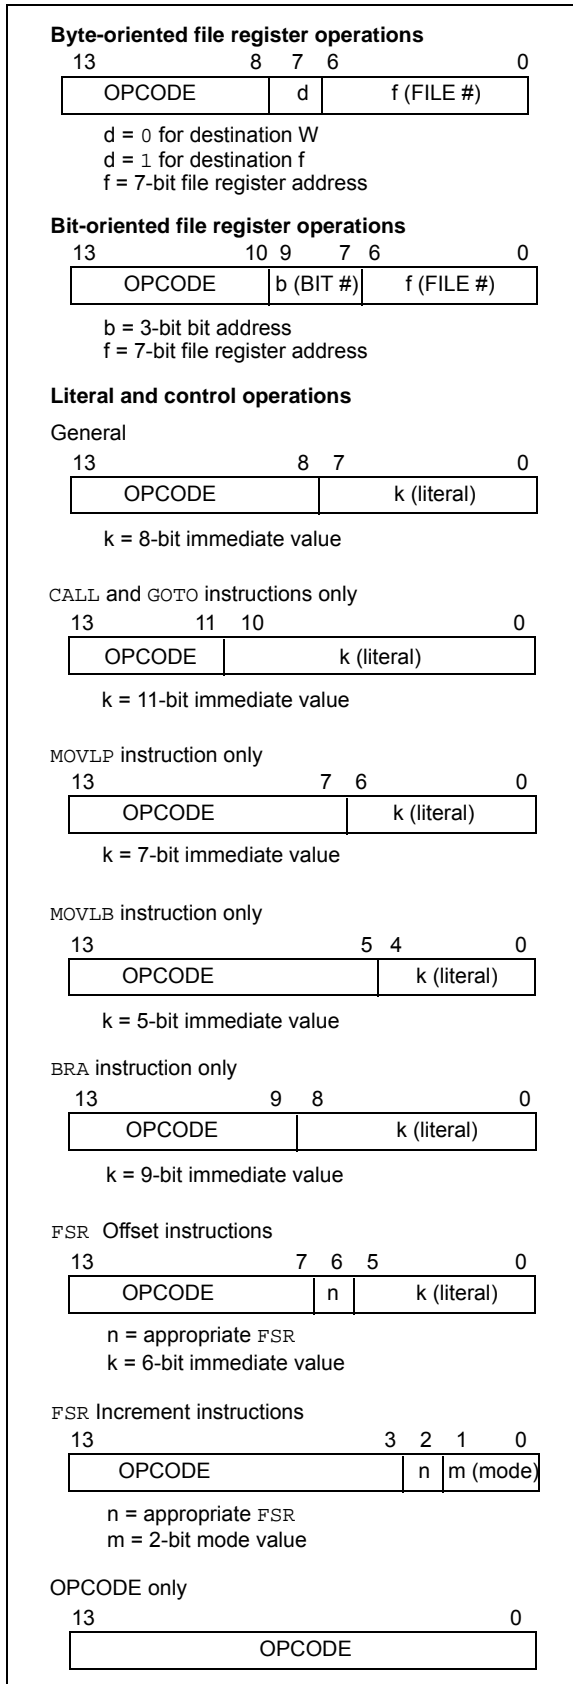 Byte-oriented file register operations
13 8 7 6 0
OPCODE d f (FILE #)
d = 0 for destination W
d = 1 for destination f
f = 7-bit file register address
Bit-oriented file register operations
13 10 9 7 6 0
OPCODE b (BIT #) f (FILE #)
b = 3-bit bit address
f = 7-bit file register address
Literal and control operations
General
13 8 7 0
OPCODE k (literal)
k = 8-bit immediate value
CALL and GOTO instructions only
13 11 10 0
OPCODE k (literal)
k = 11-bit immediate value
MOVLP instruction only
13 7 6 0
OPCODE k (literal)
k = 7-bit immediate value
MOVLB instruction only
13 5 4 0
OPCODE k (literal)
k = 5-bit immediate value
BRA instruction only
13 9 8 0
OPCODE k (literal)
k = 9-bit immediate value
FSR Offset instructions
13 7 6 5 0
OPCODE n k (literal)
n = appropriate FSR
k = 6-bit immediate value
FSR Increment instructions
13 3 2 1 0
OPCODE n m (mode)
n = appropriate FSR
m = 2-bit mode value
OPCODE only
13 0
OPCODE